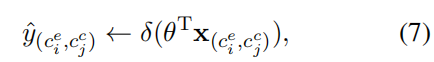 ŷ_{(c_i^e, c_j^c)} ← δ(θ^T x_{(c_i^e, c_j^c)}), (7)